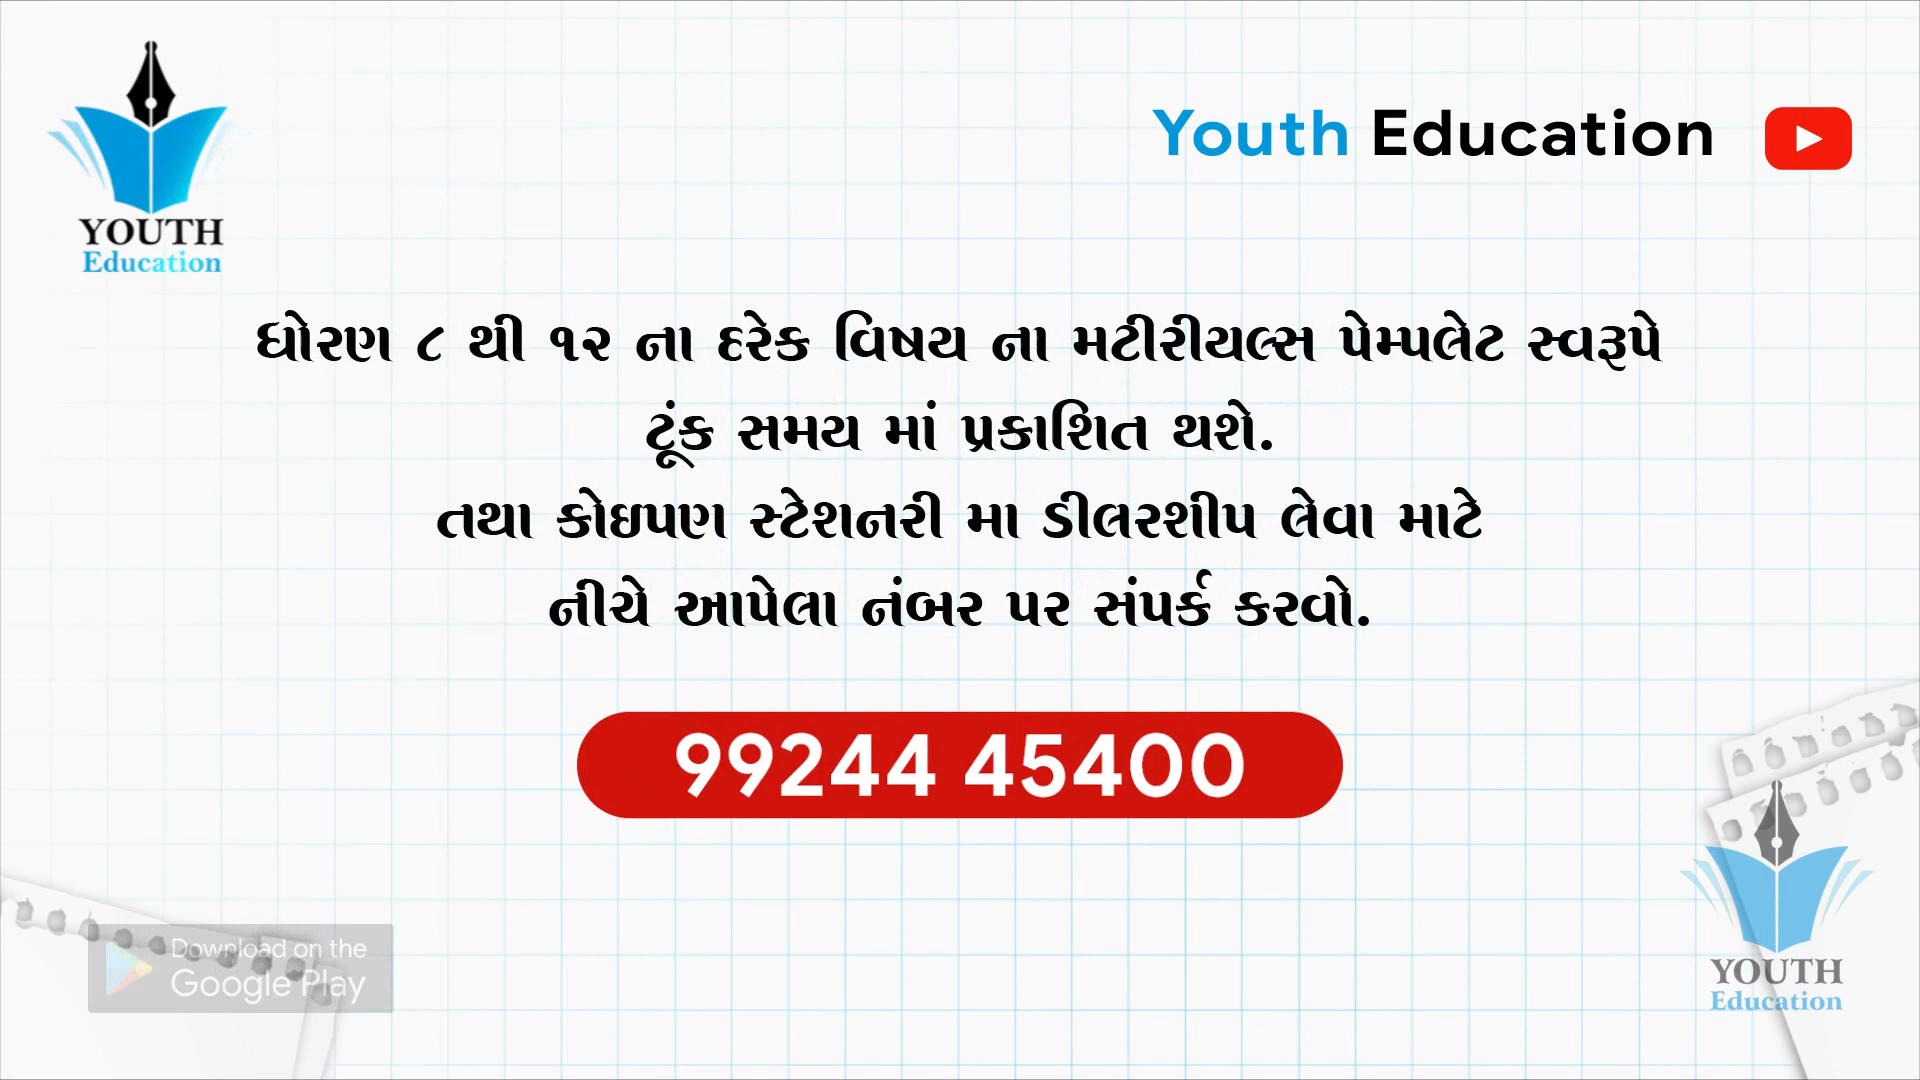 YOUTH
Education
Youth Education
ધોરણ ૮ થી ૧૨ ના દરેક વિષય ના મટીરીયલ્સ પેમ્પલેટ સ્વરૂપે
ટૂંક સમય માં પ્રકાશિત થશે.
તથા કોઇપણ સ્ટેશનરી મા ડીલરશીપ લેવા માટે
નીચે આપેલા નંબર પર સંપર્ક કરવો.
99244 45400
Download on the
Google Play
YOUTH
Education